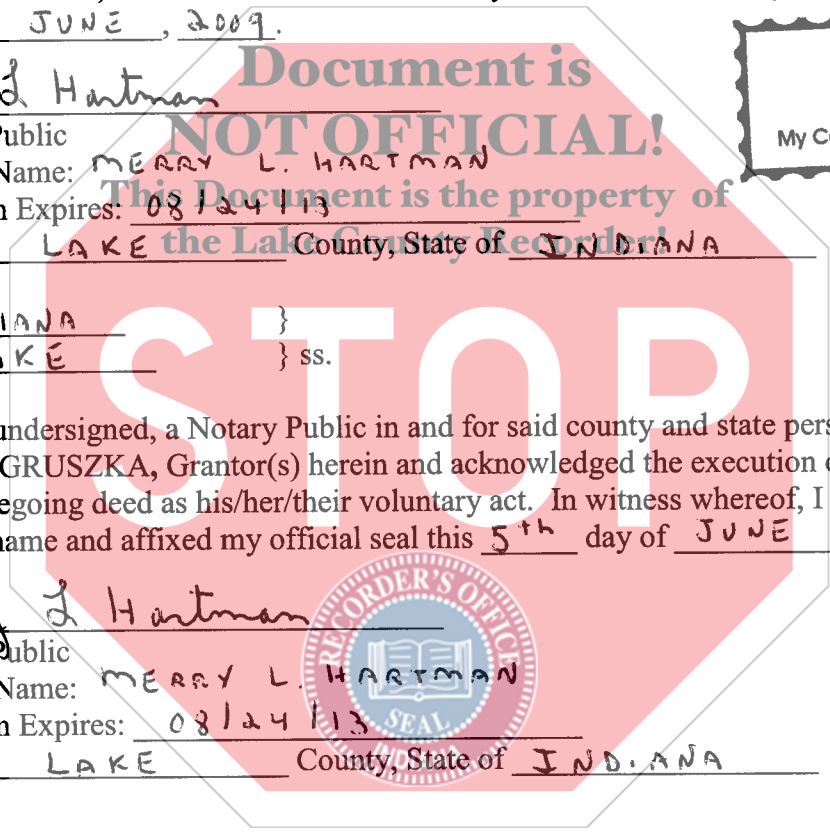 JUNE, 2009.
Document is
L Hartman
NOT OFFICIAL!
Public
Name: MERRY L. HARTMAN
My C
This Document is the property of
n Expires: 08/24/13
the Lake County Recorder!
LAKE County, State of INDIANA
IANA }
AKE } ss.
STOP
undersigned, a Notary Public in and for said county and state pers
GRUSZKA, Grantor(s) herein and acknowledged the execution o
egoing deed as his/her/their voluntary act. In witness whereof, I
name and affixed my official seal this 5th day of JUNE
L Hartman
RECORDER'S OFFICE
Public
Name: MERRY L. HARTMAN
n Expires: 08/24/13
SEAL
INDIANA
LAKE County, State of INDIANA